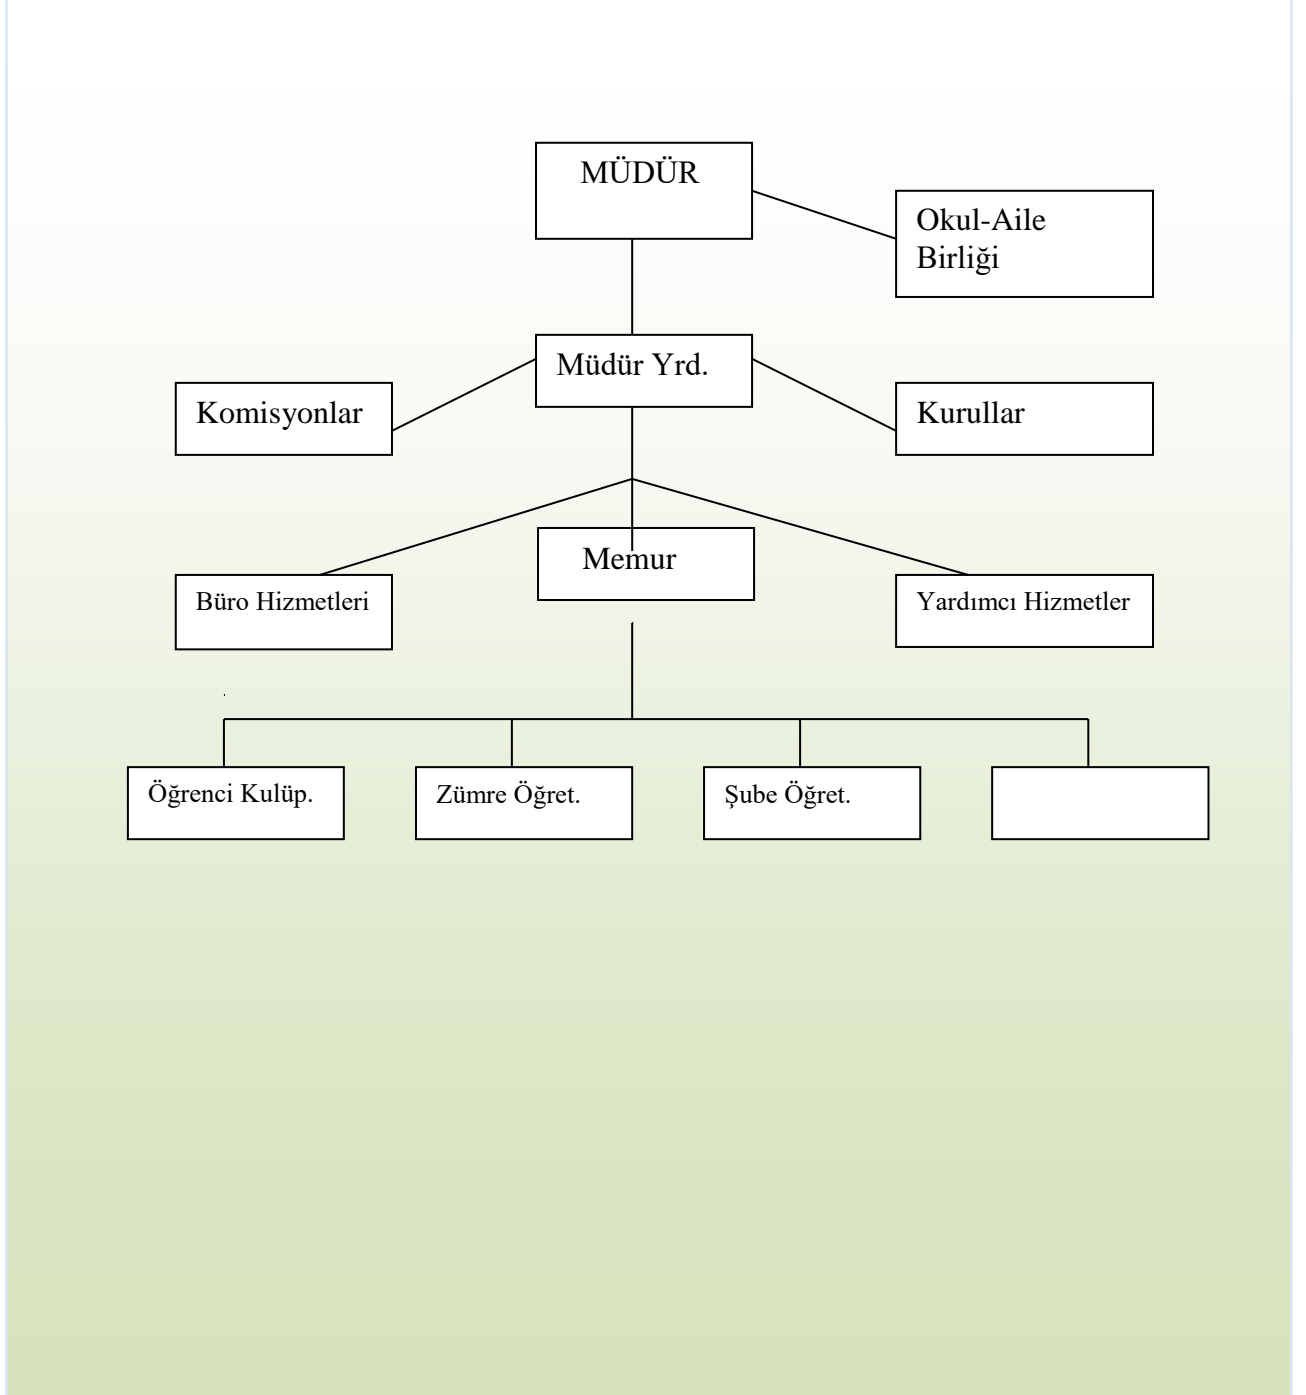 MÜDÜR
Okul-Aile
Birliği
Müdür Yrd.
Komisyonlar
Kurullar
Memur
Büro Hizmetleri
Yardımcı Hizmetler
Öğrenci Kulüp.
Zümre Öğret.
Şube Öğret.